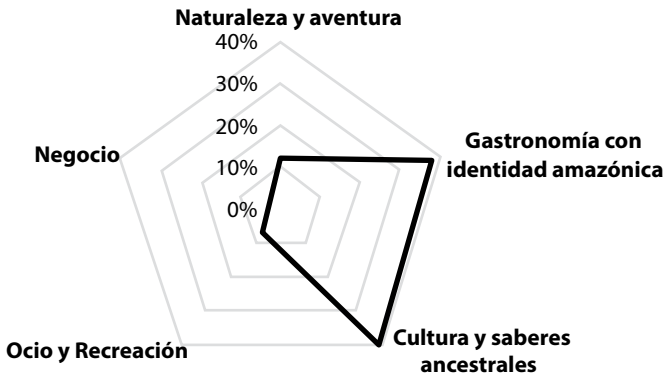 Naturaleza y aventura
40%
30%
20%
10%
0%
Gastronomía con
identidad amazónica
Cultura y saberes
ancestrales
Ocio y Recreación
Negocio